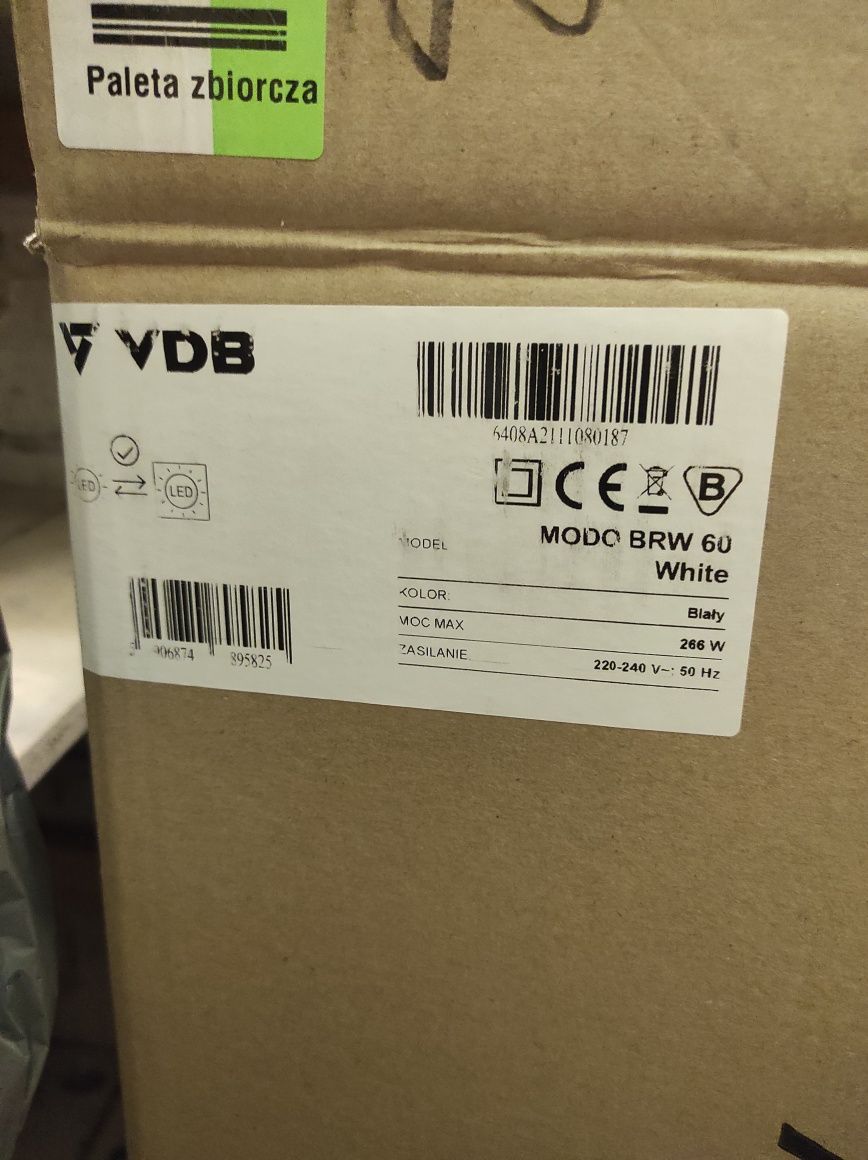 Paleta zbiorcza
VDB
6408A2111080187
LED
LED
B
MODEL
MODO BRW 60
White
KOLOR:
Biały
MOC MAX
266 W
ZASILANIE
220-240 V~: 50 Hz
906874 895825